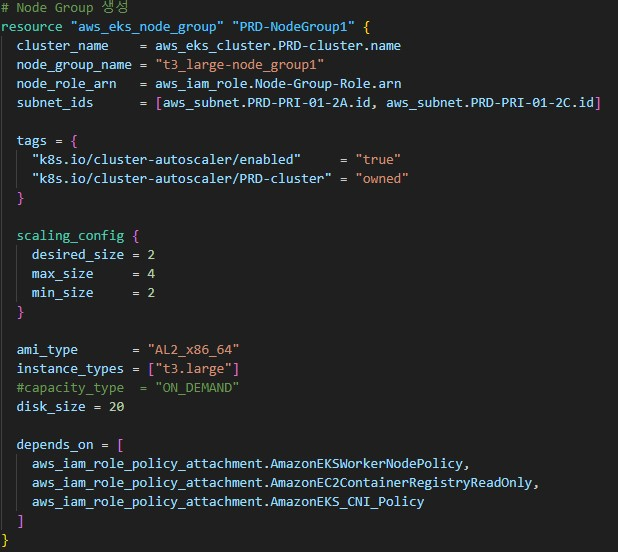 # Node Group 생성
resource "aws_eks_node_group" "PRD-NodeGroup1" {
  cluster_name    = aws_eks_cluster.PRD-cluster.name
  node_group_name = "t3_large-node_group1"
  node_role_arn   = aws_iam_role.Node-Group-Role.arn
  subnet_ids      = [aws_subnet.PRD-PRI-01-2A.id, aws_subnet.PRD-PRI-01-2C.id]

  tags = {
    "k8s.io/cluster-autoscaler/enabled"     = "true"
    "k8s.io/cluster-autoscaler/PRD-cluster" = "owned"
  }

  scaling_config {
    desired_size = 2
    max_size     = 4
    min_size     = 2
  }

  ami_type       = "AL2_x86_64"
  instance_types = ["t3.large"]
  #capacity_type  = "ON_DEMAND"
  disk_size = 20

  depends_on = [
    aws_iam_role_policy_attachment.AmazonEKSWorkerNodePolicy,
    aws_iam_role_policy_attachment.AmazonEC2ContainerRegistryReadOnly,
    aws_iam_role_policy_attachment.AmazonEKS_CNI_Policy
  ]
}